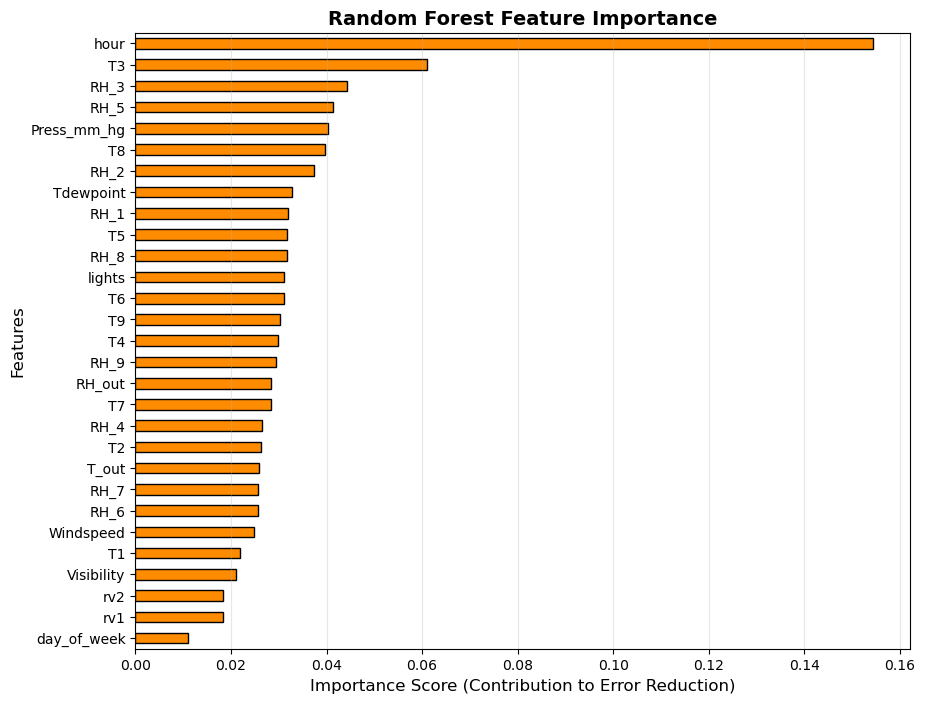 Random Forest Feature Importance
hour
T3
RH_3
RH_5
Press_mm_hg
T8
RH_2
Tdewpoint
RH_1
T5
RH_8
lights
T6
T9
T4
RH_9
RH_out
T7
RH_4
T2
T_out
RH_7
RH_6
Windspeed
T1
Visibility
rv2
rv1
day_of_week
Features
0.00 0.02 0.04 0.06 0.08 0.10 0.12 0.14 0.16
Importance Score (Contribution to Error Reduction)